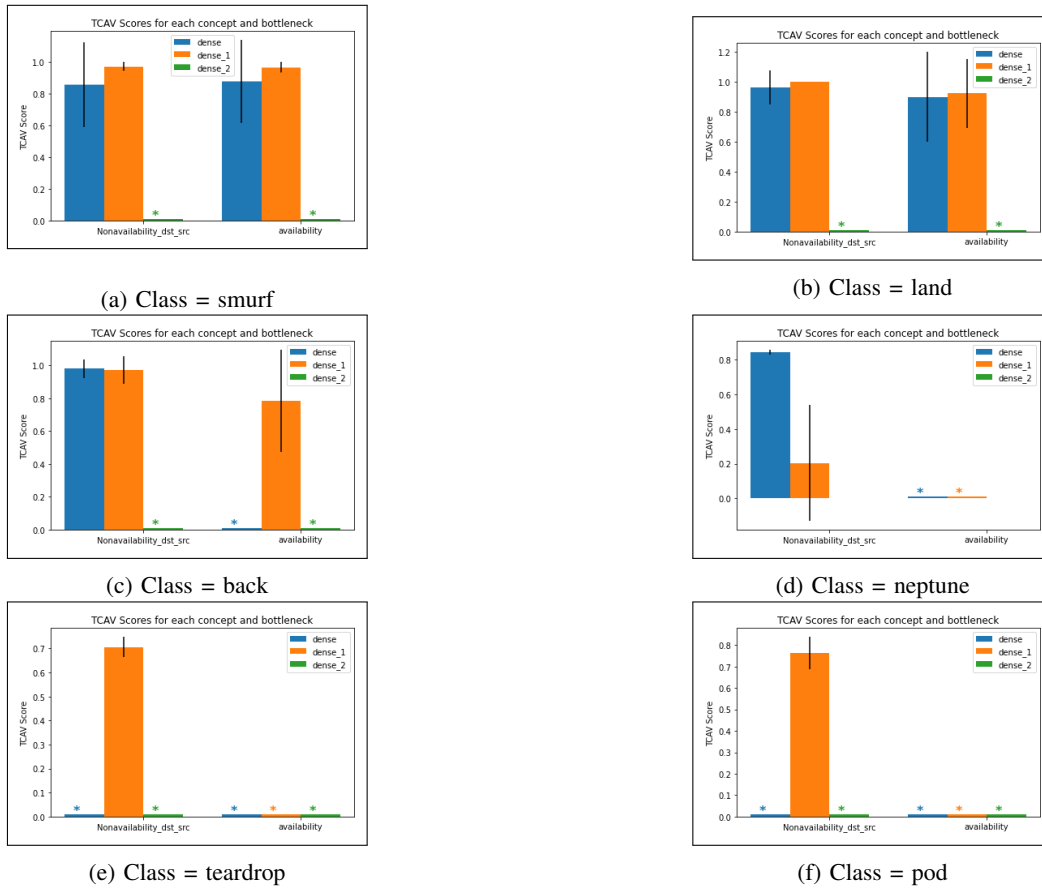 TCAV Scores for each concept and bottleneck
dense
dense_1
dense_2
1.0
0.8
0.6
0.4
0.2
0.0
TCAV Score
Nonavailability_dst_src
availability
*
*
(a) Class = smurf
TCAV Scores for each concept and bottleneck
dense
dense_1
dense_2
1.2
1.0
0.8
0.6
0.4
0.2
0.0
TCAV Score
Nonavailability_dst_src
availability
*
*
(b) Class = land
TCAV Scores for each concept and bottleneck
dense
dense_1
dense_2
1.0
0.8
0.6
0.4
0.2
0.0
TCAV Score
Nonavailability_dst_src
availability
*
*
*
(c) Class = back
TCAV Scores for each concept and bottleneck
dense
dense_1
dense_2
0.8
0.6
0.4
0.2
0.0
TCAV Score
Nonavailability_dst_src
availability
*
*
(d) Class = neptune
TCAV Scores for each concept and bottleneck
dense
dense_1
dense_2
0.7
0.6
0.5
0.4
0.3
0.2
0.1
0.0
TCAV Score
Nonavailability_dst_src
availability
*
*
*
*
*
(e) Class = teardrop
TCAV Scores for each concept and bottleneck
dense
dense_1
dense_2
0.8
0.7
0.6
0.5
0.4
0.3
0.2
0.1
0.0
TCAV Score
Nonavailability_dst_src
availability
*
*
*
*
*
(f) Class = pod